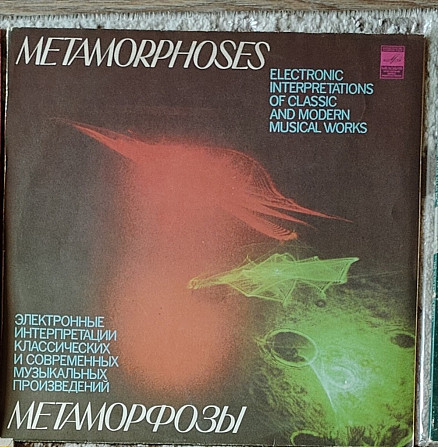 METAMORPHOSES
ELECTRONIC
INTERPRETATIONS
OF CLASSIC
AND MODERN
MUSICAL WORKS
ЭЛЕКТРОННЫЕ
ИНТЕРПРЕТАЦИИ
КЛАССИЧЕСКИХ
И СОВРЕМЕННЫХ
МУЗЫКАЛЬНЫХ
ПРОИЗВЕДЕНИЙ
МЕТАМОРФОЗЫ